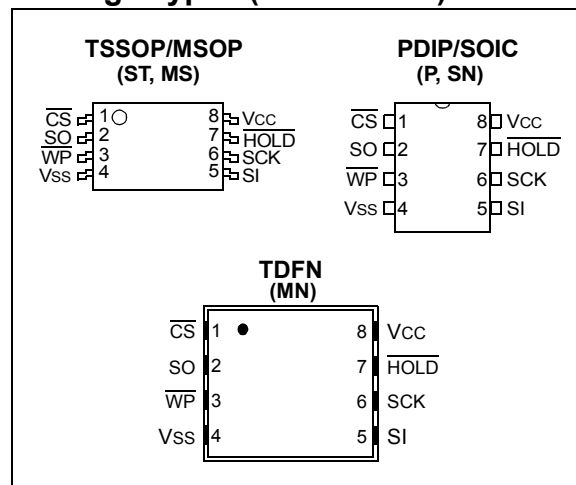 TSSOP/MSOP
(ST, MS)
CS 1 8 VCC
SO 2 7 HOLD
WP 3 6 SCK
VSS 4 5 SI
PDIP/SOIC
(P, SN)
CS 1 8 VCC
SO 2 7 HOLD
WP 3 6 SCK
VSS 4 5 SI
TDFN
(MN)
CS 1 8 VCC
SO 2 7 HOLD
WP 3 6 SCK
VSS 4 5 SI